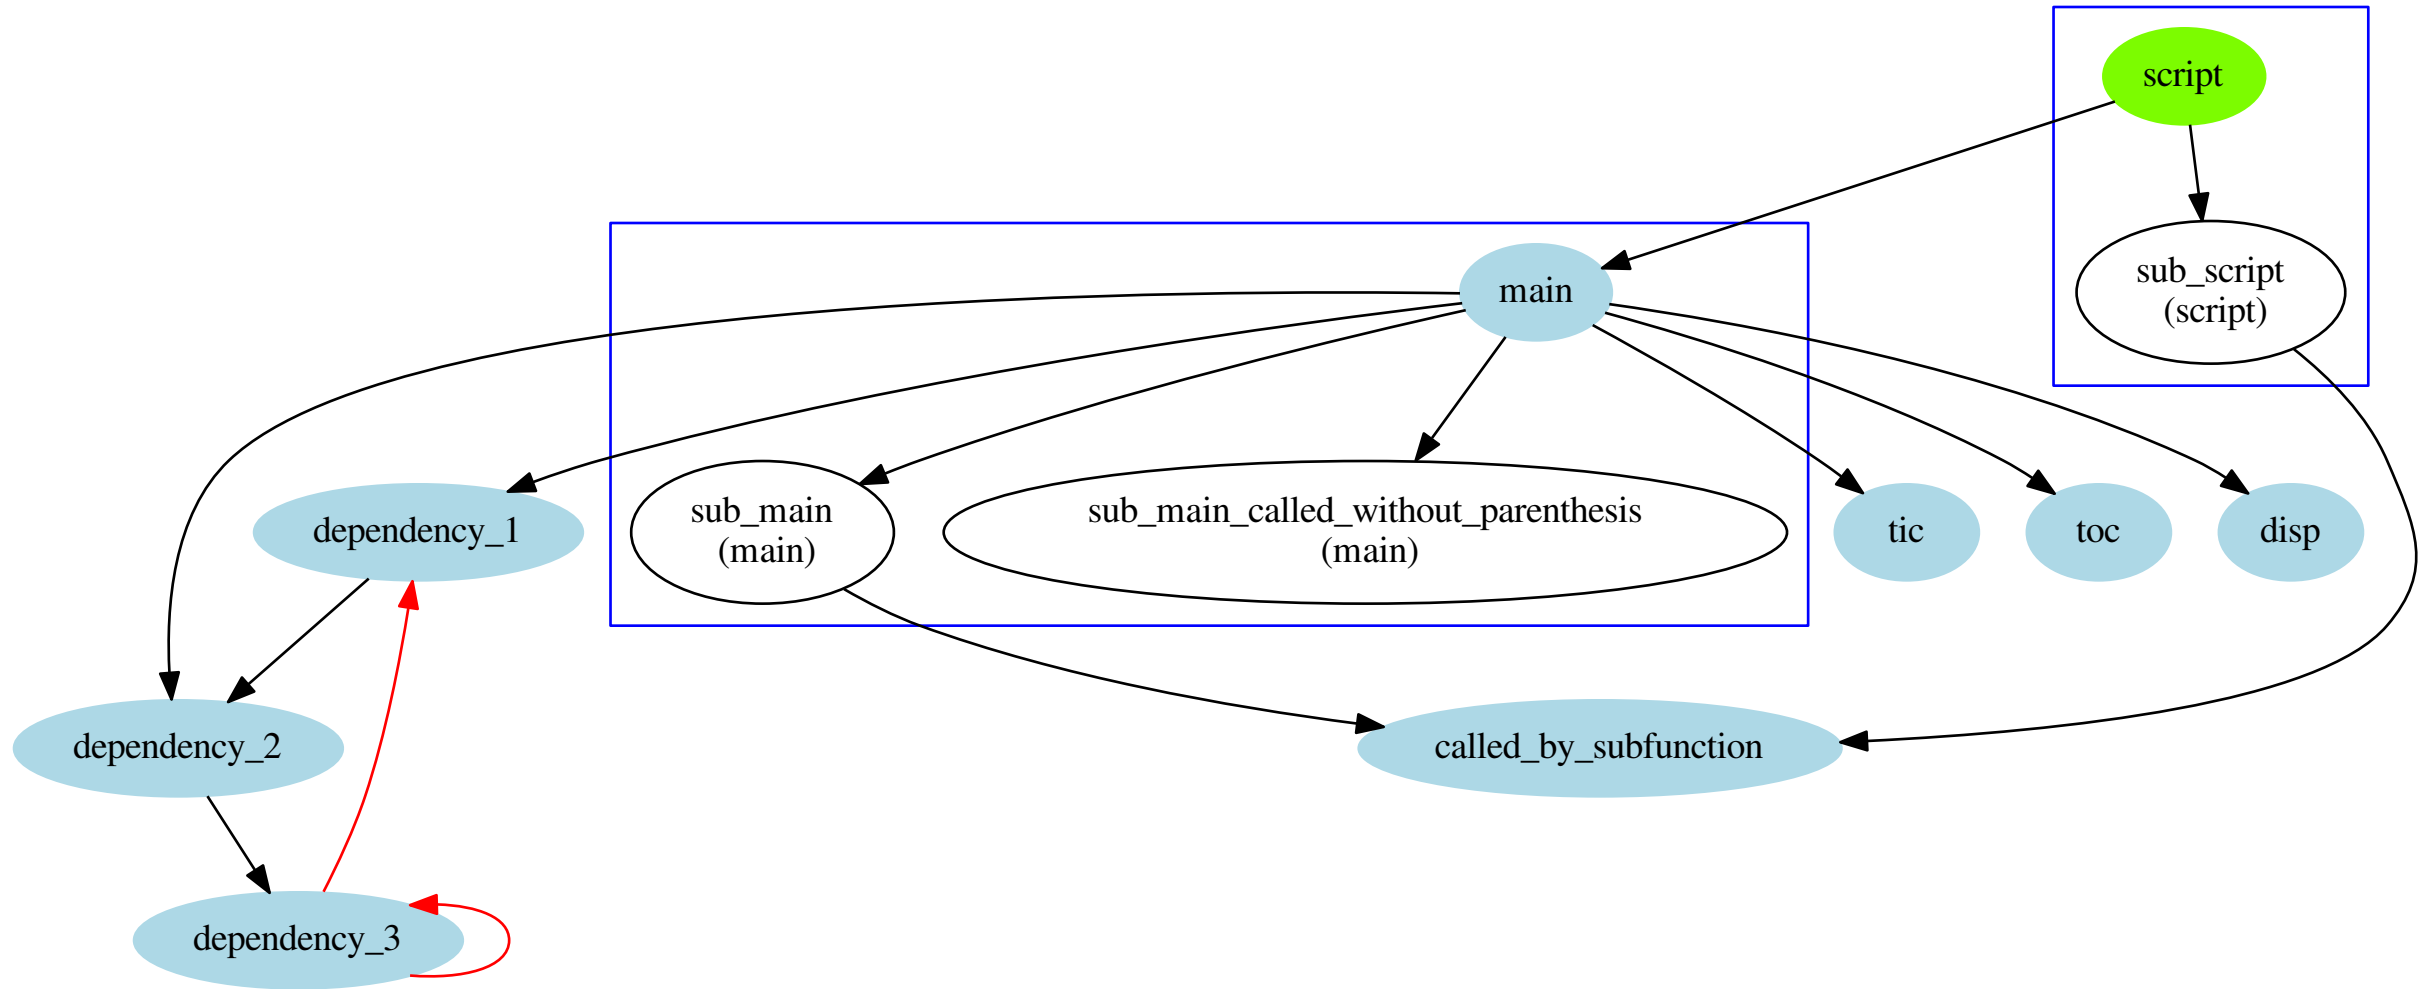 script
main
sub_script
(script)
dependency_1
sub_main
(main)
sub_main_called_without_parenthesis
(main)
tic
toc
disp
dependency_2
called_by_subfunction
dependency_3